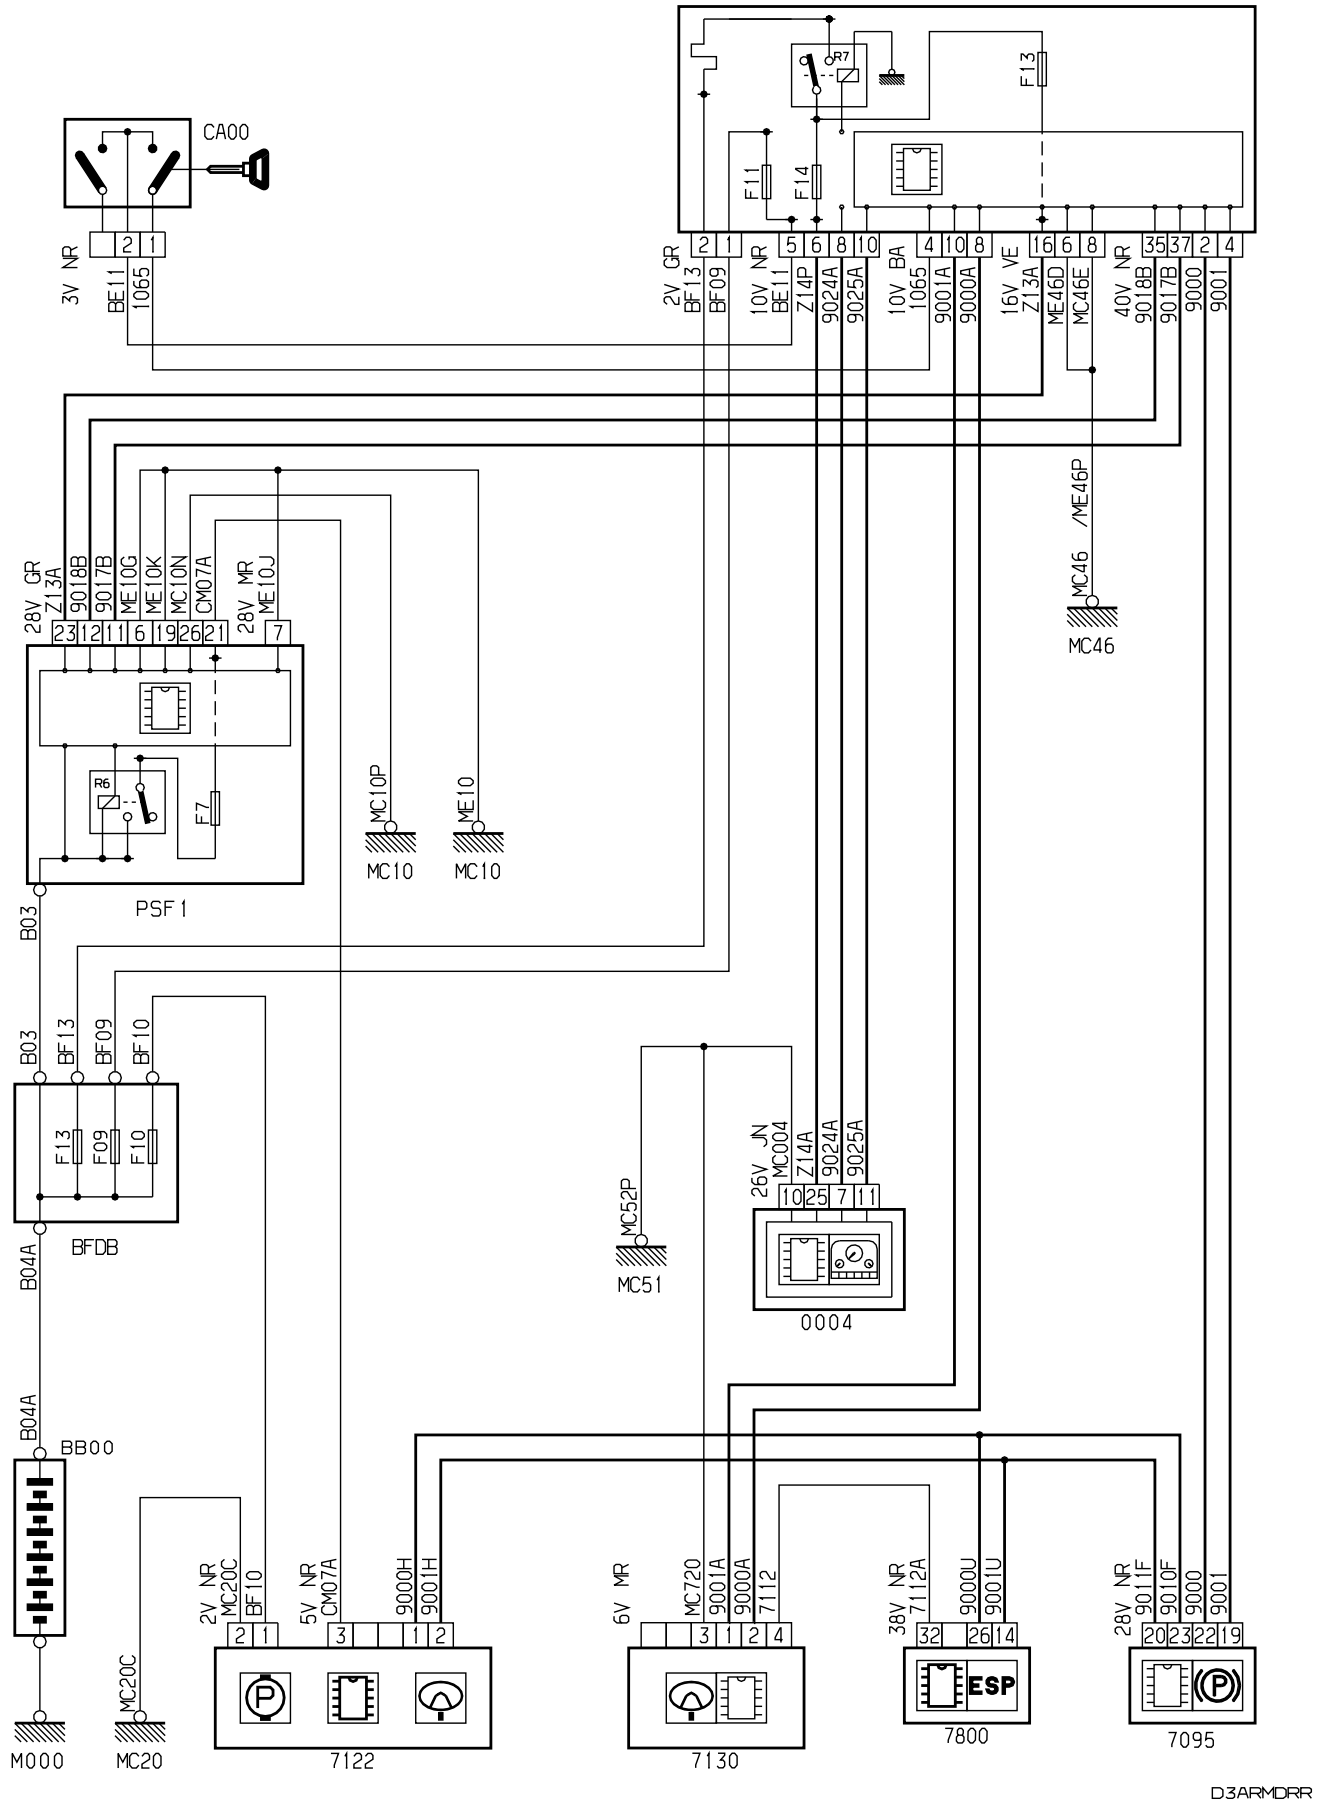 R7
F13
F11
F14
CA00
2 1
3V NR
BE11
1065
2 1
5 6 8 10
4 10 8
16 6 8
35 37 2 4
2V GR
BF13
BF09
10V NR
BE11
Z14P
9024A
9025A
10V BA
1065
9001A
9000A
16V VE
Z13A
ME46D
MC46E
40V NR
9018B
9017B
9000
9001
MC46 /ME46P
MC46
28V GR
Z13A
9018B
9017B
ME10G
ME10K
MC10N
CM07A
28V MR
ME10J
23 12 11 6 19 26 21
7
R6
F7
PSF1
MC10P
MC10
ME10
MC10
B03
B03
BF13
BF09
BF10
F13
F09
F10
BFDB
B04A
B04A
BB00
M000
MC52P
MC51
26V JN
MC004
Z14A
9024A
9025A
10 25 7 11
0004
MC20C
MC20
2V NR
MC20C
BF10
2 1
5V NR
CM07A
9000H
9001H
3 1 2
P
7122
6V MR
MC720
9001A
9000A
7112
3 1 2 4
7130
38V NR
7112A
9000U
9001U
32 26 14
ESP
7800
28V NR
9011F
9010F
9000
9001
20 23 22 19
P
7095
D3ARMDRR